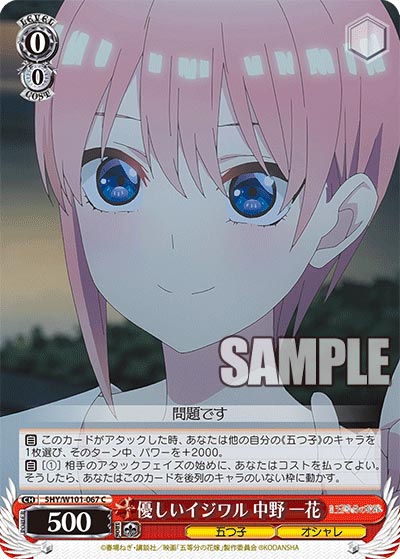 LEVEL
0
0
COST
SAMPLE
問題です
自 このカードがアタックした時、あなたは他の自分の《五つ子》のキャラを
1枚選び、そのターン中、パワーを+2000。
自 [①] 相手のアタックフェイズの始めに、あなたはコストを払ってよい。
そうしたら、あなたはこのカードを後列のキャラのいない枠に動かす。
CH 5HY/W101-067 C
500
優しいイジワル 中野 一花
五つ子 オシャレ
©春場ねぎ・講談社/映画「五等分の花嫁」製作委員会 ®KODANSHA